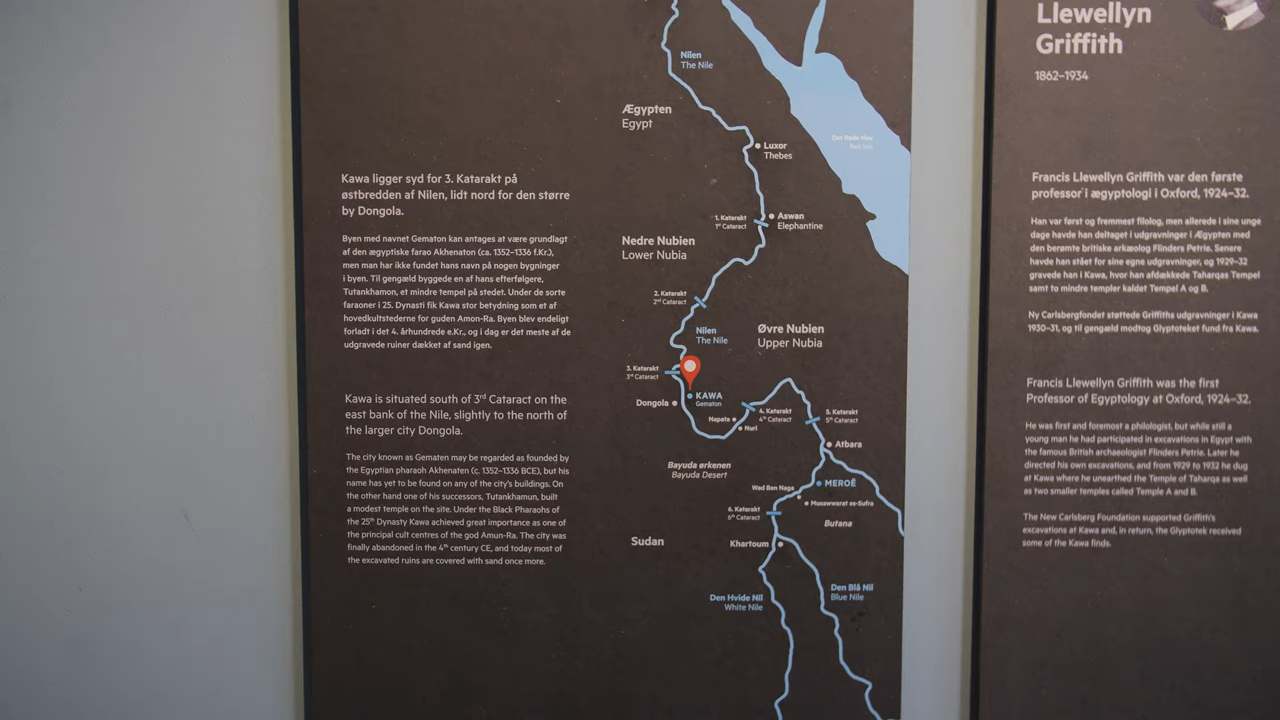 Kawa ligger syd for 3. Katarakt på
østbredden af Nilen, lidt nord for den større
by Dongola.
Byen med navnet Gematon kan antages at være grundlagt
af den ægyptiske farao Akhenaton (ca. 1352–1336 f.Kr.),
men man har ikke fundet hans navn på nogen bygninger
i byen. Til gengæld byggede en af hans efterfølgere,
Tutankhamon, et mindre tempel på stedet. Under de sorte
faraoner i 25. Dynasti fik Kawa stor betydning som et af
hovedkultstederne for guden Amon-Ra. Byen blev endeligt
forladt i det 4. århundrede e.Kr., og i dag er det meste af de
udgravede ruiner dækket af sand igen.
Kawa is situated south of 3rd Cataract on the
east bank of the Nile, slightly to the north of
the larger city Dongola.
The city known as Gematen may be regarded as founded by
the Egyptian pharaoh Akhenaten (c. 1352–1336 BCE), but his
name has yet to be found on any of the city's buildings. On
the other hand one of his successors, Tutankhamun, built
a modest temple on the site. Under the Black Pharaohs of
the 25th Dynasty Kawa achieved great importance as one of
the principal cult centres of the god Amun-Ra. The city was
finally abandoned in the 4th century CE, and today most of
the excavated ruins are covered with sand once more.
Nilen
The Nile
Ægypten
Egypt
Det Røde Hav
Red Sea
Luxor
Thebes
1. Katarakt
1st Cataract
Aswan
Elephantine
Nedre Nubien
Lower Nubia
2. Katarakt
2nd Cataract
Nilen
The Nile
Øvre Nubien
Upper Nubia
3. Katarakt
3rd Cataract
KAWA
Gematon
Dongola
Napata
Nuri
4. Katarakt
4th Cataract
5. Katarakt
5th Cataract
Atbara
Bayuda ørkenen
Bayuda Desert
MEROË
Wad Ben Naga
Musawwarat es-Sufra
6. Katarakt
6th Cataract
Butana
Sudan
Khartoum
Den Hvide Nil
White Nile
Den Blå Nil
Blue Nile
Llewellyn
Griffith
1862–1934
Francis Llewellyn Griffith var den første
professor i ægyptologi i Oxford, 1924–32.
Han var først og fremmest filolog, men allerede i sine unge
dage havde han deltaget i udgravninger i Ægypten med
den berømte britiske arkæolog Flinders Petrie. Senere
havde han stået for sine egne udgravninger, og 1929–32
gravede han i Kawa, hvor han afdækkede Taharqas Tempel
samt to mindre templer kaldet Tempel A og B.
Ny Carlsbergfondet støttede Griffiths udgravninger i Kawa
1930–31, og til gengæld modtog Glyptoteket fund fra Kawa.
Francis Llewellyn Griffith was the first
Professor of Egyptology at Oxford, 1924–32.
He was first and foremost a philologist, but while still a
young man he had participated in excavations in Egypt with
the famous British archaeologist Flinders Petrie. Later he
directed his own excavations, and from 1929 to 1932 he dug
at Kawa where he unearthed the Temple of Taharqa as well
as two smaller temples called Temple A and B.
The New Carlsberg Foundation supported Griffith's
excavations at Kawa and, in return, the Glyptotek received
some of the Kawa finds.